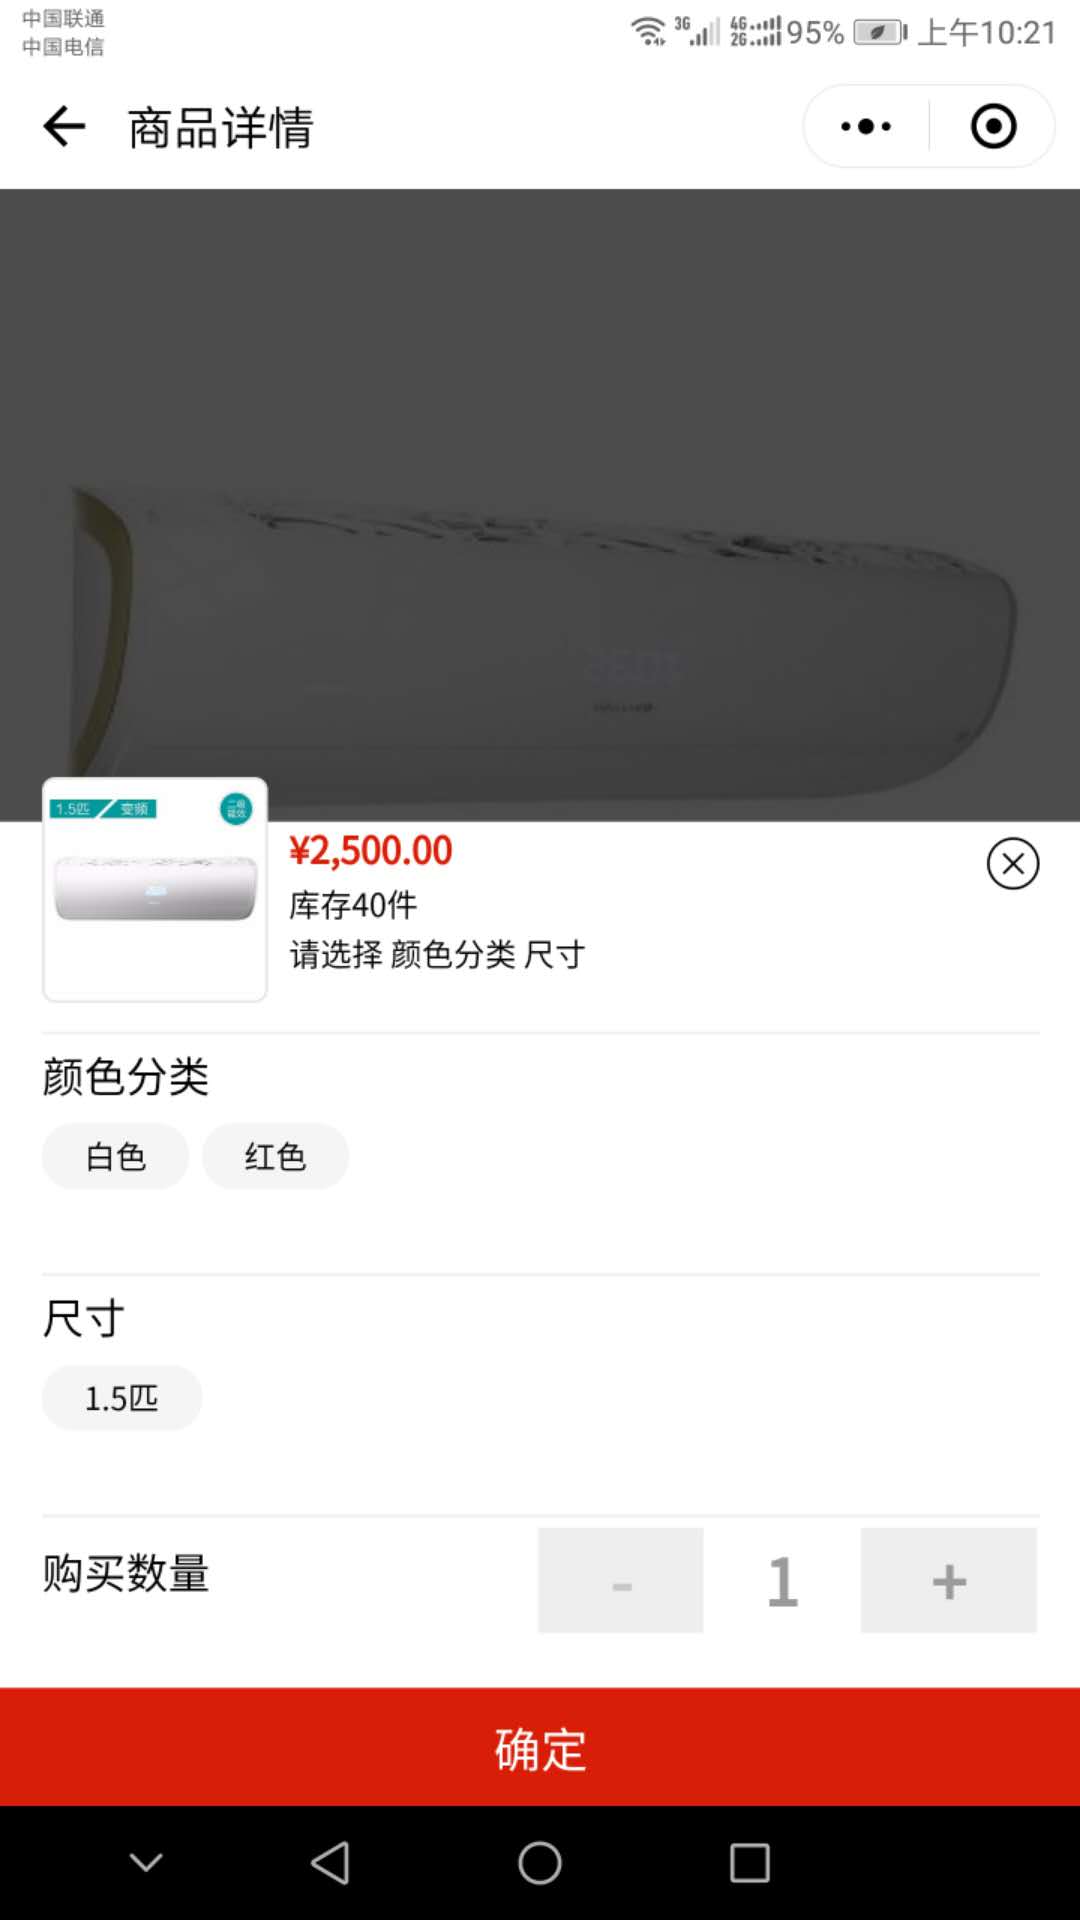 中国联通
中国电信
3G 4G 2G 95% 上午10:21
商品详情
1.5匹 变频
二级
能效
¥2,500.00
库存40件
请选择 颜色分类 尺寸
颜色分类
白色 红色
尺寸
1.5匹
购买数量 - 1 +
确定